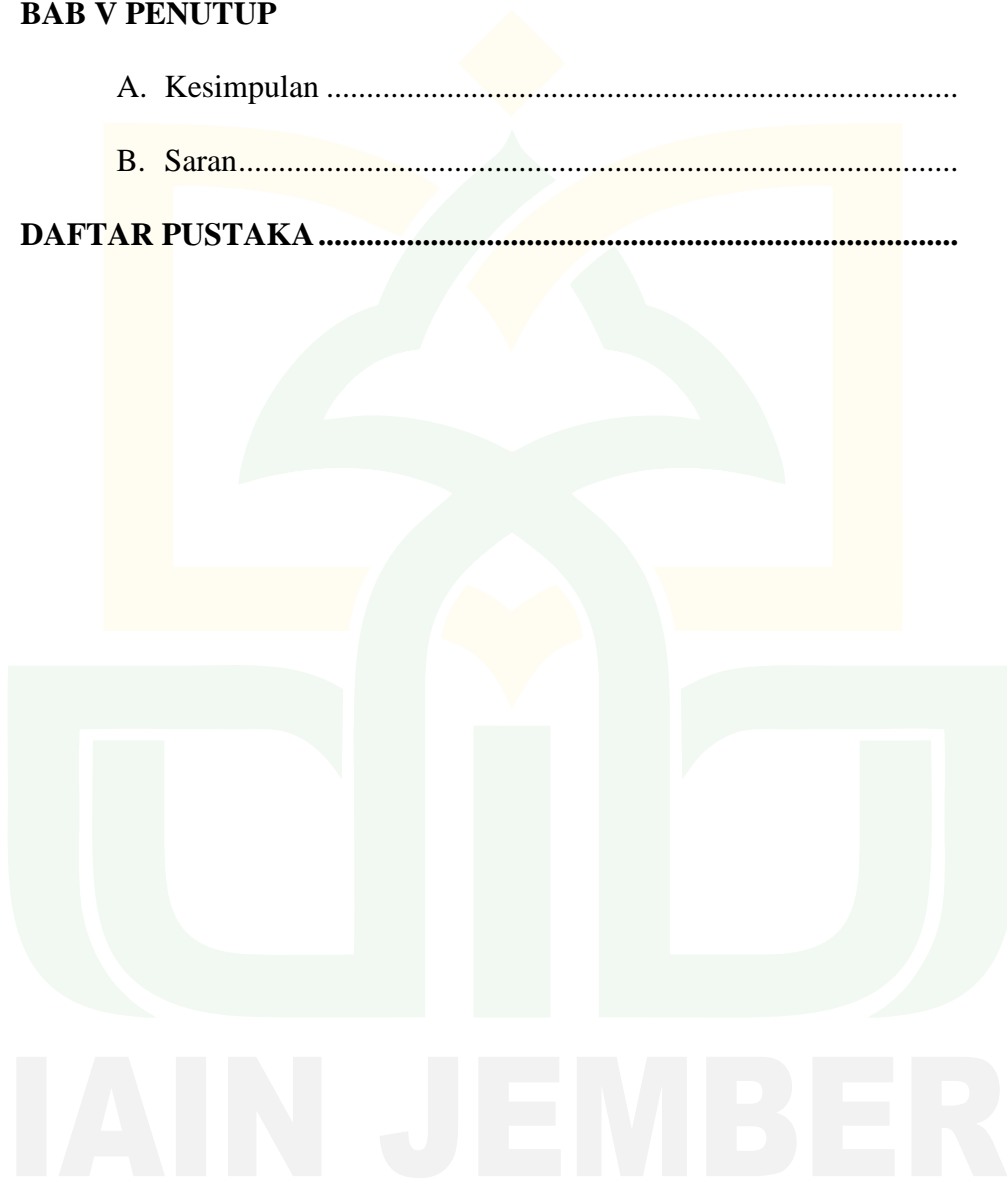 BAB V PENUTUP
A. Kesimpulan ...............................................................................
B. Saran..........................................................................................
DAFTAR PUSTAKA................................................................................
IAIN JEMBER